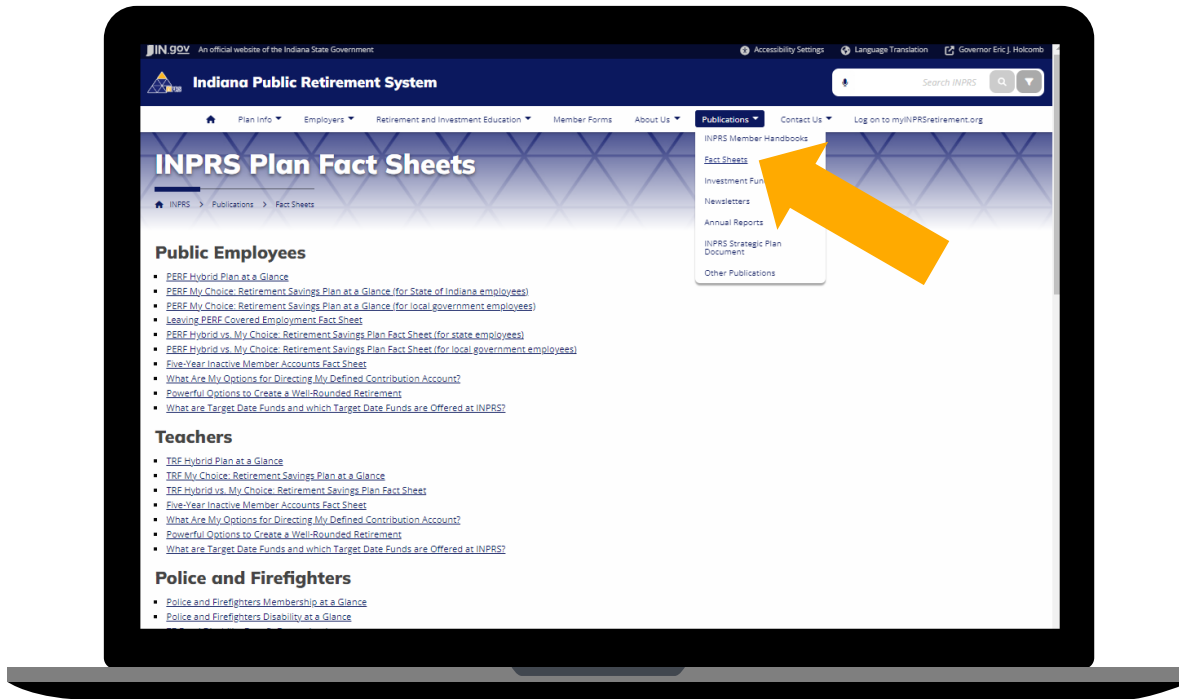 IN.gov An official website of the Indiana State Government Accessibility Settings Language Translation Governor Eric J. Holcomb
Indiana Public Retirement System Search INPRS
Plan Info Employers Retirement and Investment Education Member Forms About Us Publications Contact Us Log on to myINPRSretirement.org
INPRS Member Handbooks
Fact Sheets
Investment
Newsletters
Annual Reports
INPRS Strategic Plan
Document
Other Publications
INPRS Plan Fact Sheets
INPRS > Publications > Fact Sheets
Public Employees
PERF Hybrid Plan at a Glance
PERF My Choice: Retirement Savings Plan at a Glance (for State of Indiana employees)
PERF My Choice: Retirement Savings Plan at a Glance (for local government employees)
Leaving PERF Covered Employment Fact Sheet
PERF Hybrid vs. My Choice: Retirement Savings Plan Fact Sheet (for state employees)
PERF Hybrid vs. My Choice: Retirement Savings Plan Fact Sheet (for local government employees)
Five-Year Inactive Member Accounts Fact Sheet
What Are My Options for Directing My Defined Contribution Account?
Powerful Options to Create a Well-Rounded Retirement
What are Target Date Funds and which Target Date Funds are Offered at INPRS?
Teachers
TRF Hybrid Plan at a Glance
TRF My Choice: Retirement Savings Plan at a Glance
TRF Hybrid vs. My Choice: Retirement Savings Plan Fact Sheet
Five-Year Inactive Member Accounts Fact Sheet
What Are My Options for Directing My Defined Contribution Account?
Powerful Options to Create a Well-Rounded Retirement
What are Target Date Funds and which Target Date Funds are Offered at INPRS?
Police and Firefighters
Police and Firefighters Membership at a Glance
Police and Firefighters Disability at a Glance